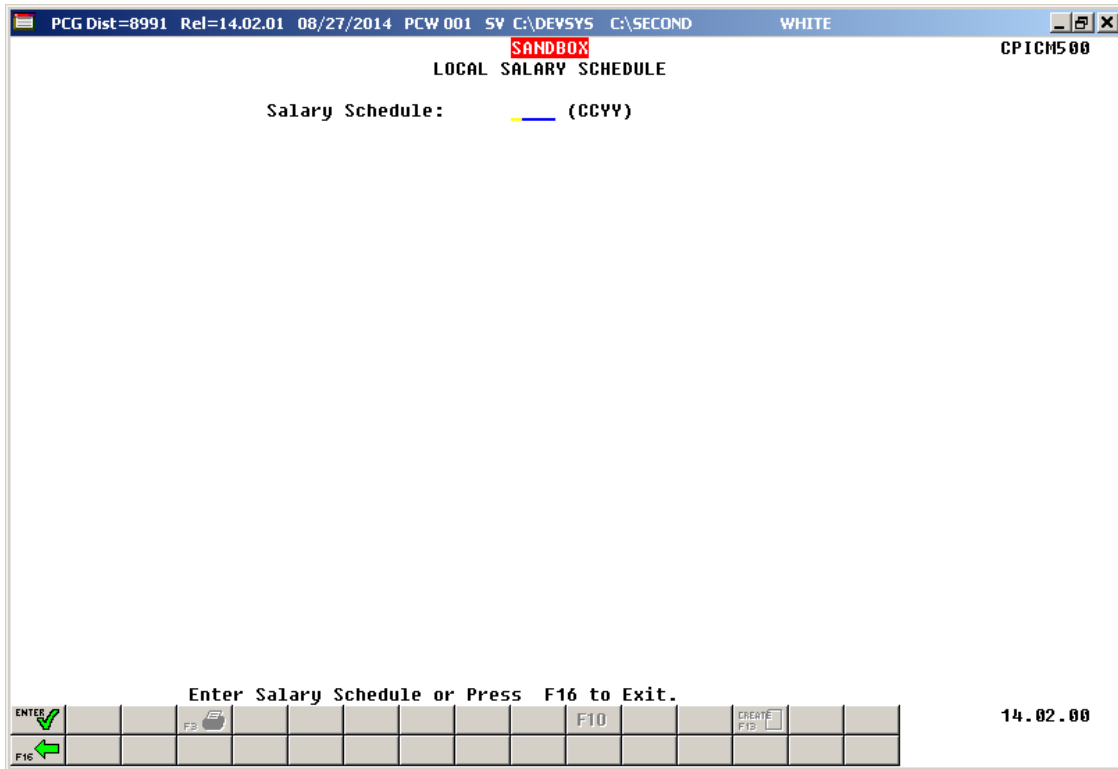 PCG Dist=8991 Rel=14.02.01 08/27/2014 PCW 001 SV C:\DEVSYS C:\SECOND WHITE
SANDBOX CPICM500
LOCAL SALARY SCHEDULE
Salary Schedule: ____ (CCYY)
Enter Salary Schedule or Press F16 to Exit.
ENTER F3 F10 CREATE F13 14.02.00
F16